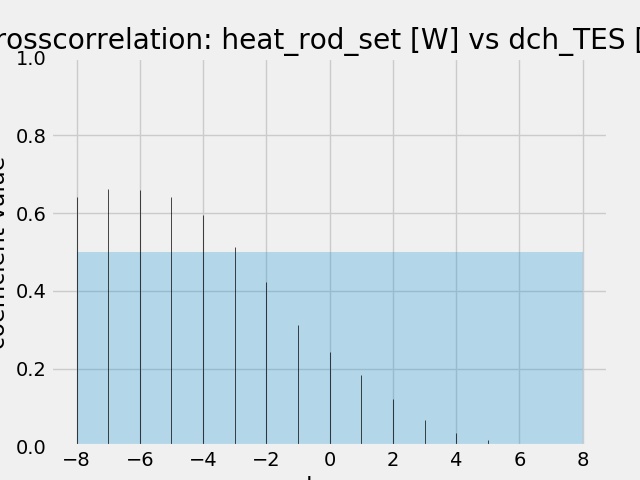 rosscorrelation: heat_rod_set [W] vs dch_TES [
1.0
0.8
0.6
0.4
0.2
0.0
coefficient value
−8 −6 −4 −2 0 2 4 6 8